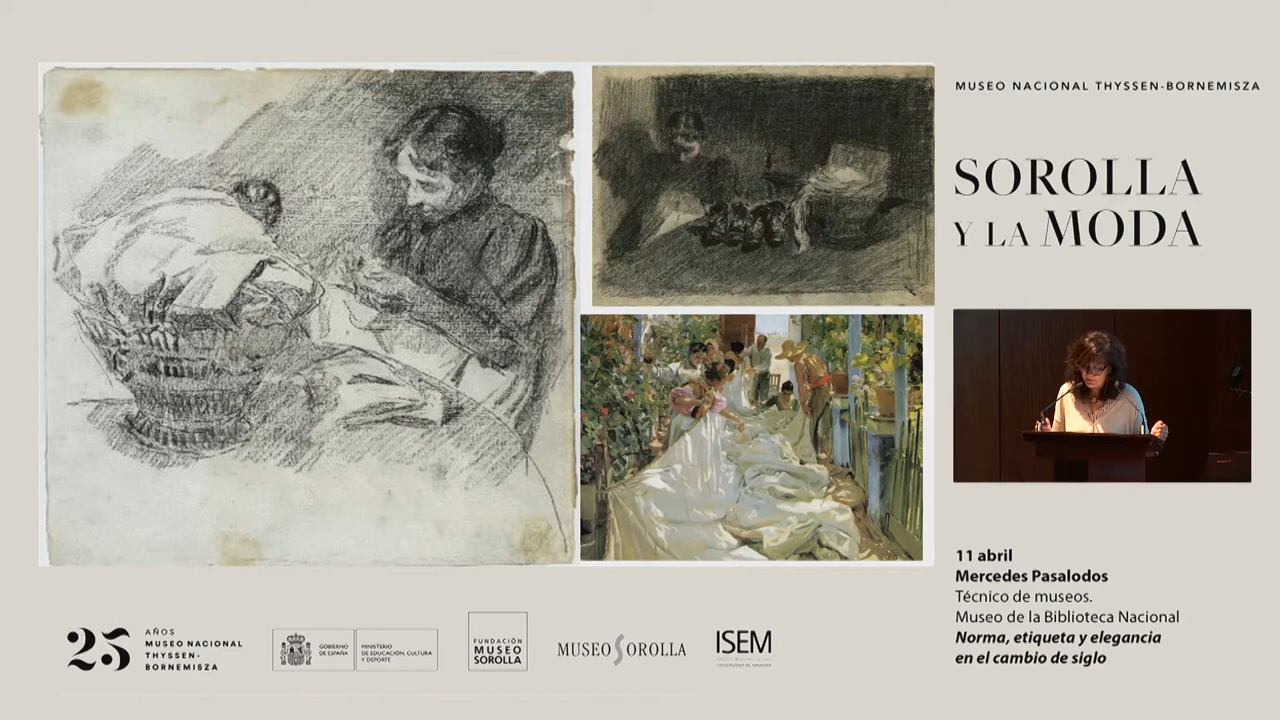 MUSEO NACIONAL THYSSEN-BORNEMISZA
SOROLLA
Y LA MODA
11 abril
Mercedes Pasalodos
Técnico de museos.
Museo de la Biblioteca Nacional
Norma, etiqueta y elegancia
en el cambio de siglo
25
AÑOS
MUSEO NACIONAL
THYSSEN-
BORNEMISZA
GOBIERNO
DE ESPAÑA
MINISTERIO
DE EDUCACIÓN, CULTURA
Y DEPORTE
FUNDACIÓN
MUSEO
SOROLLA
MUSEO SOROLLA
ISEM